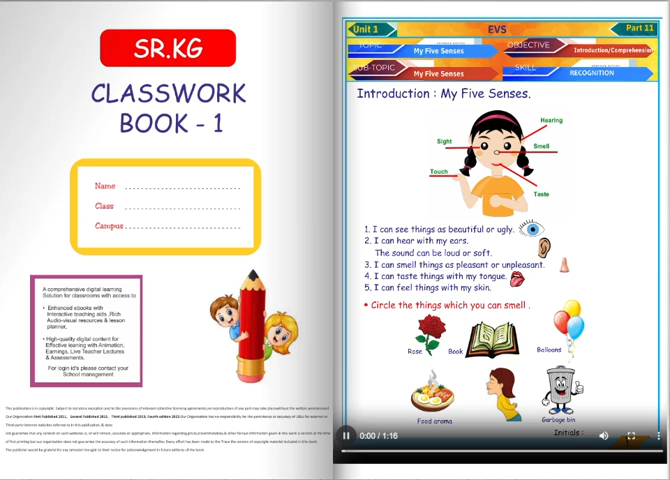 SR.KG
CLASSWORK
BOOK - 1
Name
Class
Campus
A comprehensive digital learning
Solution for classrooms with access to
• Enhanced ebooks with
Interactive teaching aids ,Rich
Audio-visual resources & lesson
planner.
• High-quality digital content for
Effective learning with Animation,
Earnings, Live Teacher Lectures
& Assessments.
For login id's please contact your
School management
Unit 1
EVS
Part 11
TOPIC
My Five Senses
OBJECTIVE
Introduction/Comprehension
SUB-TOPIC
My Five Senses
SKILL
RECOGNITION
Introduction : My Five Senses.
Hearing
Sight
Smell
Touch
Taste
1. I can see things as beautiful or ugly.
2. I can hear with my ears.
The sound can be loud or soft.
3. I can smell things as pleasant or unpleasant.
4. I can taste things with my tongue.
5. I can feel things with my skin.
• Circle the things which you can smell .
Rose
Book
Balloons
Food aroma
Garbage bin
Initials :
0:00 / 1:16